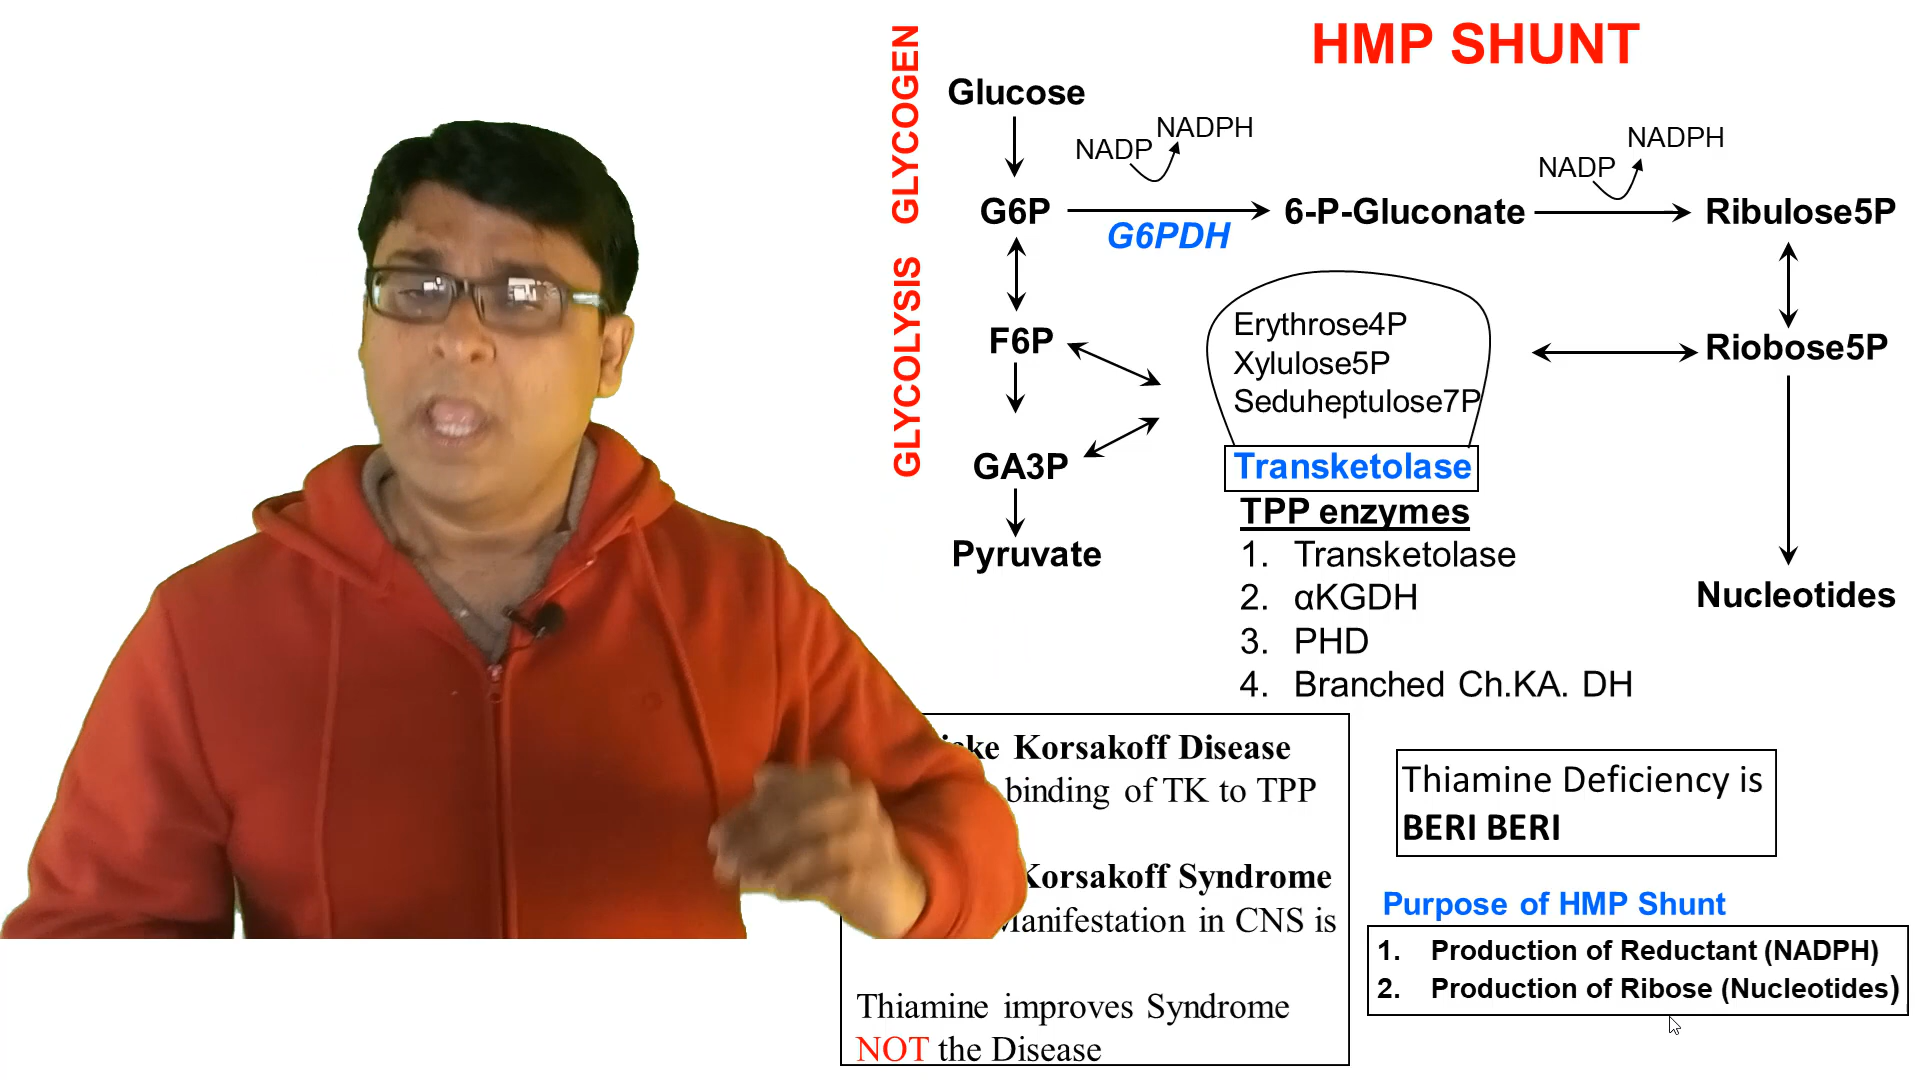 HMP SHUNT
GLYCOLYSIS GLYCOGEN
Glucose
NADP NADPH
NADP NADPH
G6P
G6PDH
6-P-Gluconate
Ribulose5P
F6P
Erythrose4P
Xylulose5P
Seduheptulose7P
Riobose5P
GA3P
Transketolase
TPP enzymes
Pyruvate
1. Transketolase
2. αKGDH
3. PHD
4. Branched Ch.KA. DH
Nucleotides
Korsakoff Disease
binding of TK to TPP
Korsakoff Syndrome
Manifestation in CNS is
Thiamine improves Syndrome
NOT the Disease
Thiamine Deficiency is
BERI BERI
Purpose of HMP Shunt
1. Production of Reductant (NADPH)
2. Production of Ribose (Nucleotides)